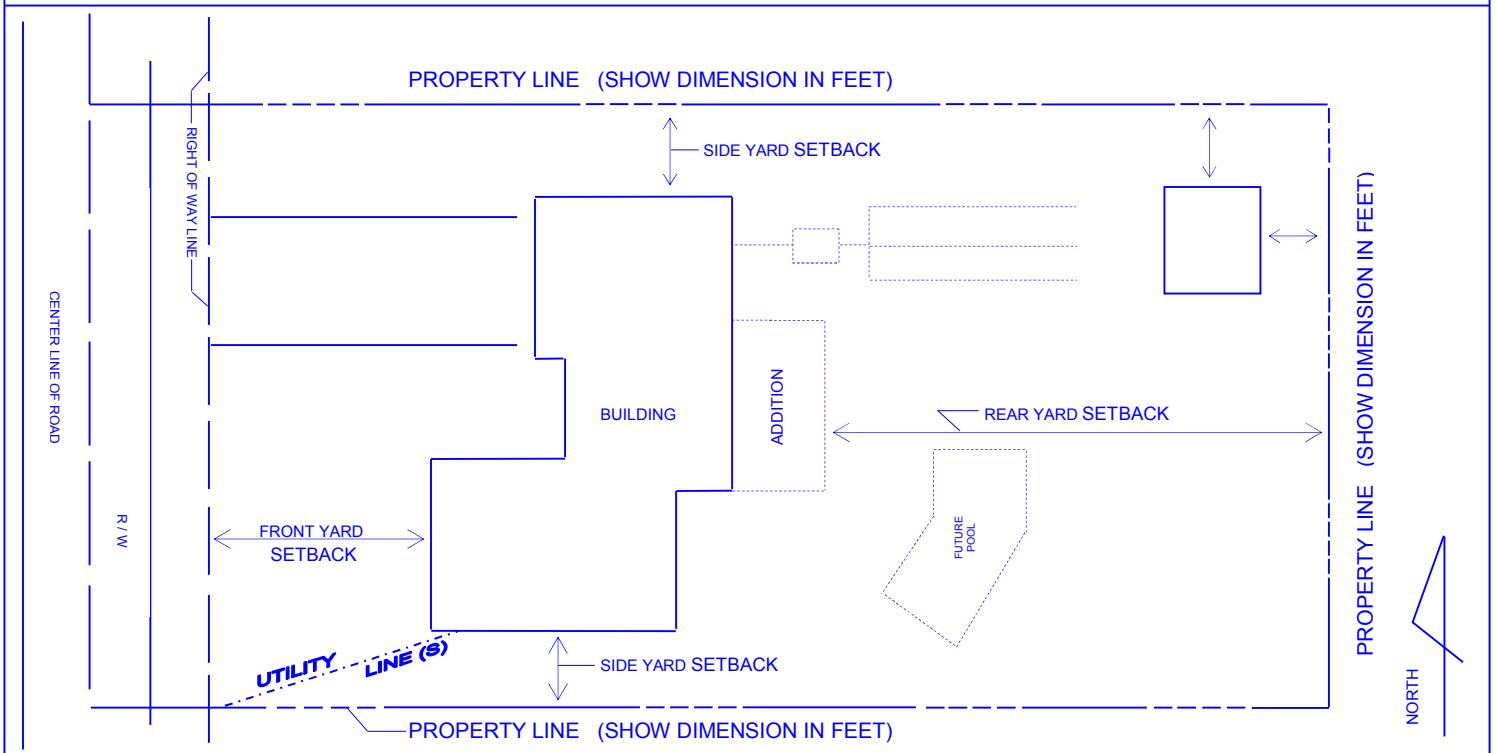 PROPERTY LINE (SHOW DIMENSION IN FEET)
RIGHT OF WAY LINE
SIDE YARD SETBACK
PROPERTY LINE (SHOW DIMENSION IN FEET)
CENTER LINE OF ROAD
BUILDING
ADDITION
REAR YARD SETBACK
R / W
FRONT YARD
SETBACK
FUTURE
POOL
UTILITY LINE (S)
SIDE YARD SETBACK
NORTH
PROPERTY LINE (SHOW DIMENSION IN FEET)